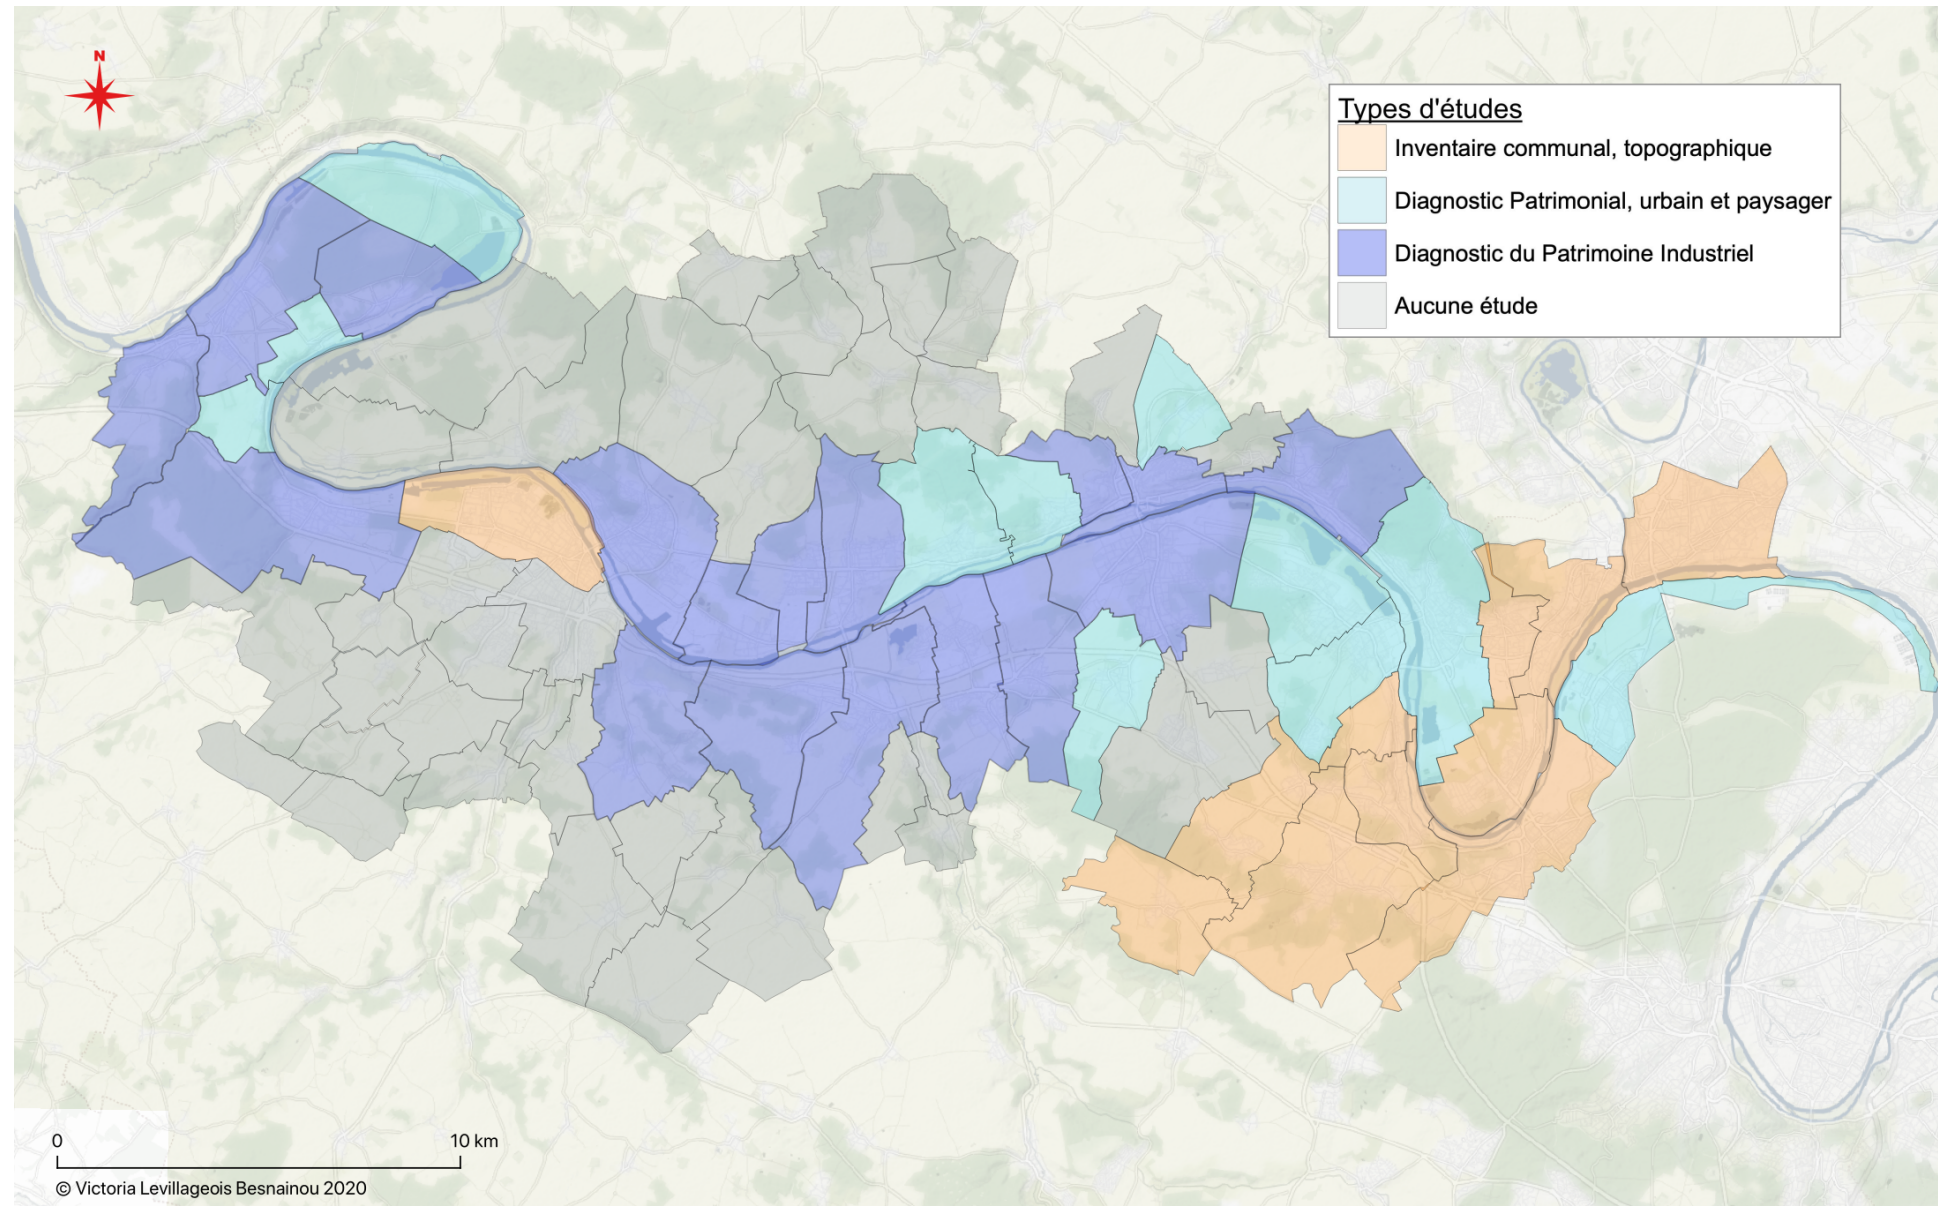 N
Types d'études
Inventaire communal, topographique
Diagnostic Patrimonial, urbain et paysager
Diagnostic du Patrimoine Industriel
Aucune étude
0 10 km
© Victoria Levillageois Besnainou 2020